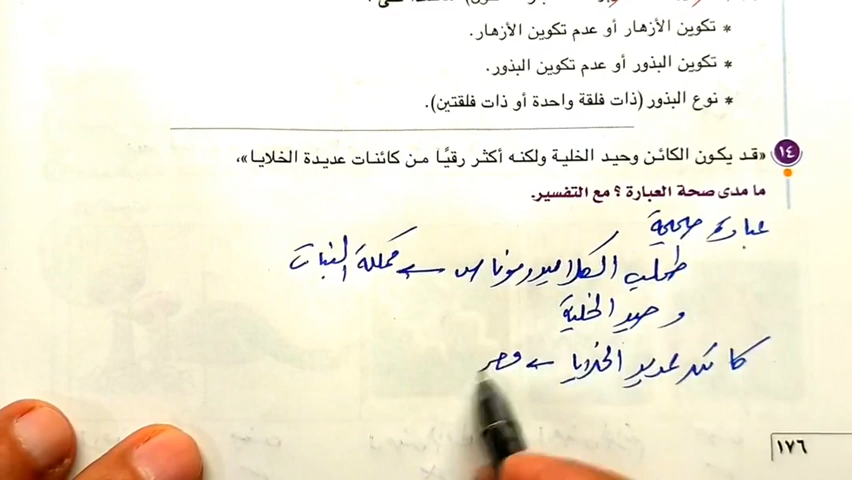 * تكوين الأزهار أو عدم تكوين الأزهار.
* تكوين البذور أو عدم تكوين البذور.
* نوع البذور (ذات فلقة واحدة أو ذات فلقتين).
١٤ «قد يكون الكائن وحيد الخلية ولكنه أكثر رقيًا من كائنات عديدة الخلايا»،
ما مدى صحة العبارة ؟ مع التفسير.
عبارة صحيحة
طحلب الكلاميدوموناس ← مملكة النبات
وحيد الخلية
كائن عديد الخلايا ←
١٧٦